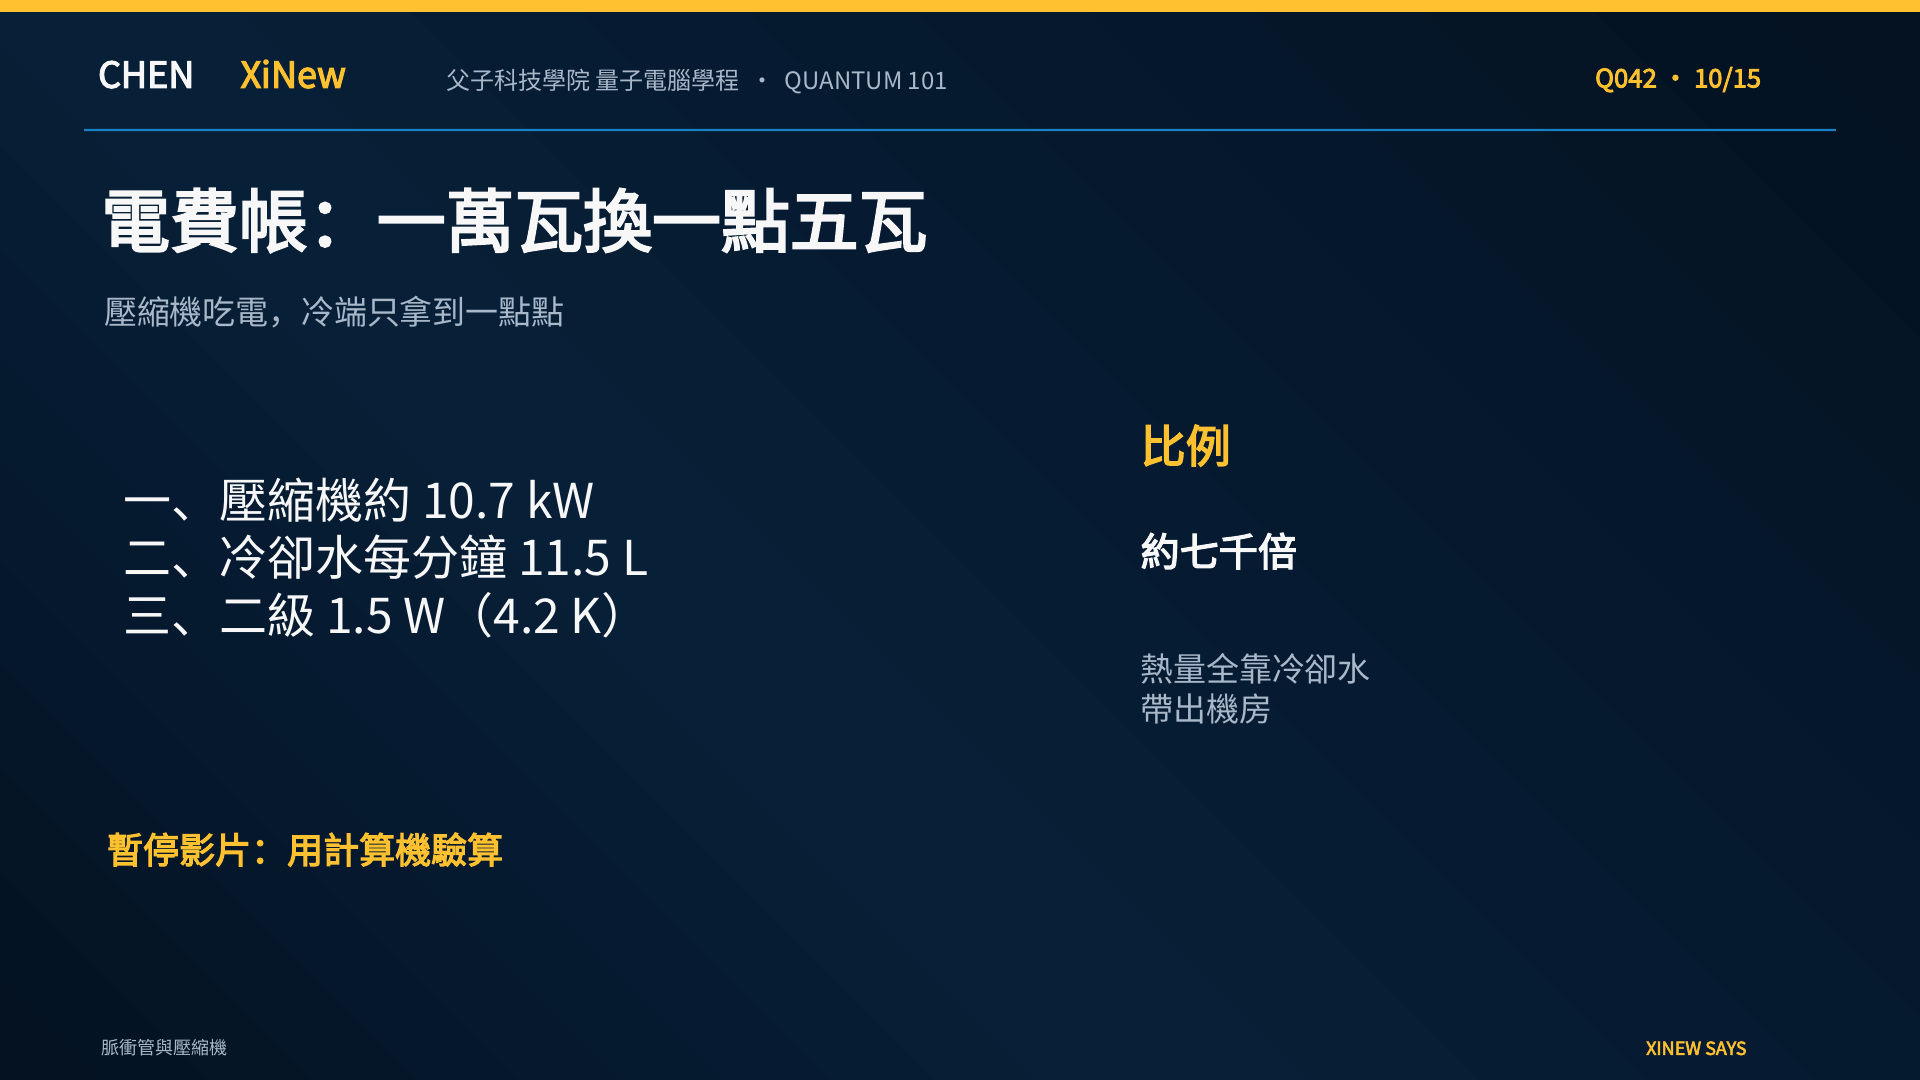 CHEN XiNew 父子科技學院 量子電腦學程 • QUANTUM 101 Q042 • 10/15
電費帳：一萬瓦換一點五瓦
壓縮機吃電，冷端只拿到一點點
一、壓縮機約 10.7 kW
二、冷卻水每分鐘 11.5 L
三、二級 1.5 W（4.2 K）
比例
約七千倍
熱量全靠冷卻水
帶出機房
暫停影片：用計算機驗算
脈衝管與壓縮機 XINEW SAYS